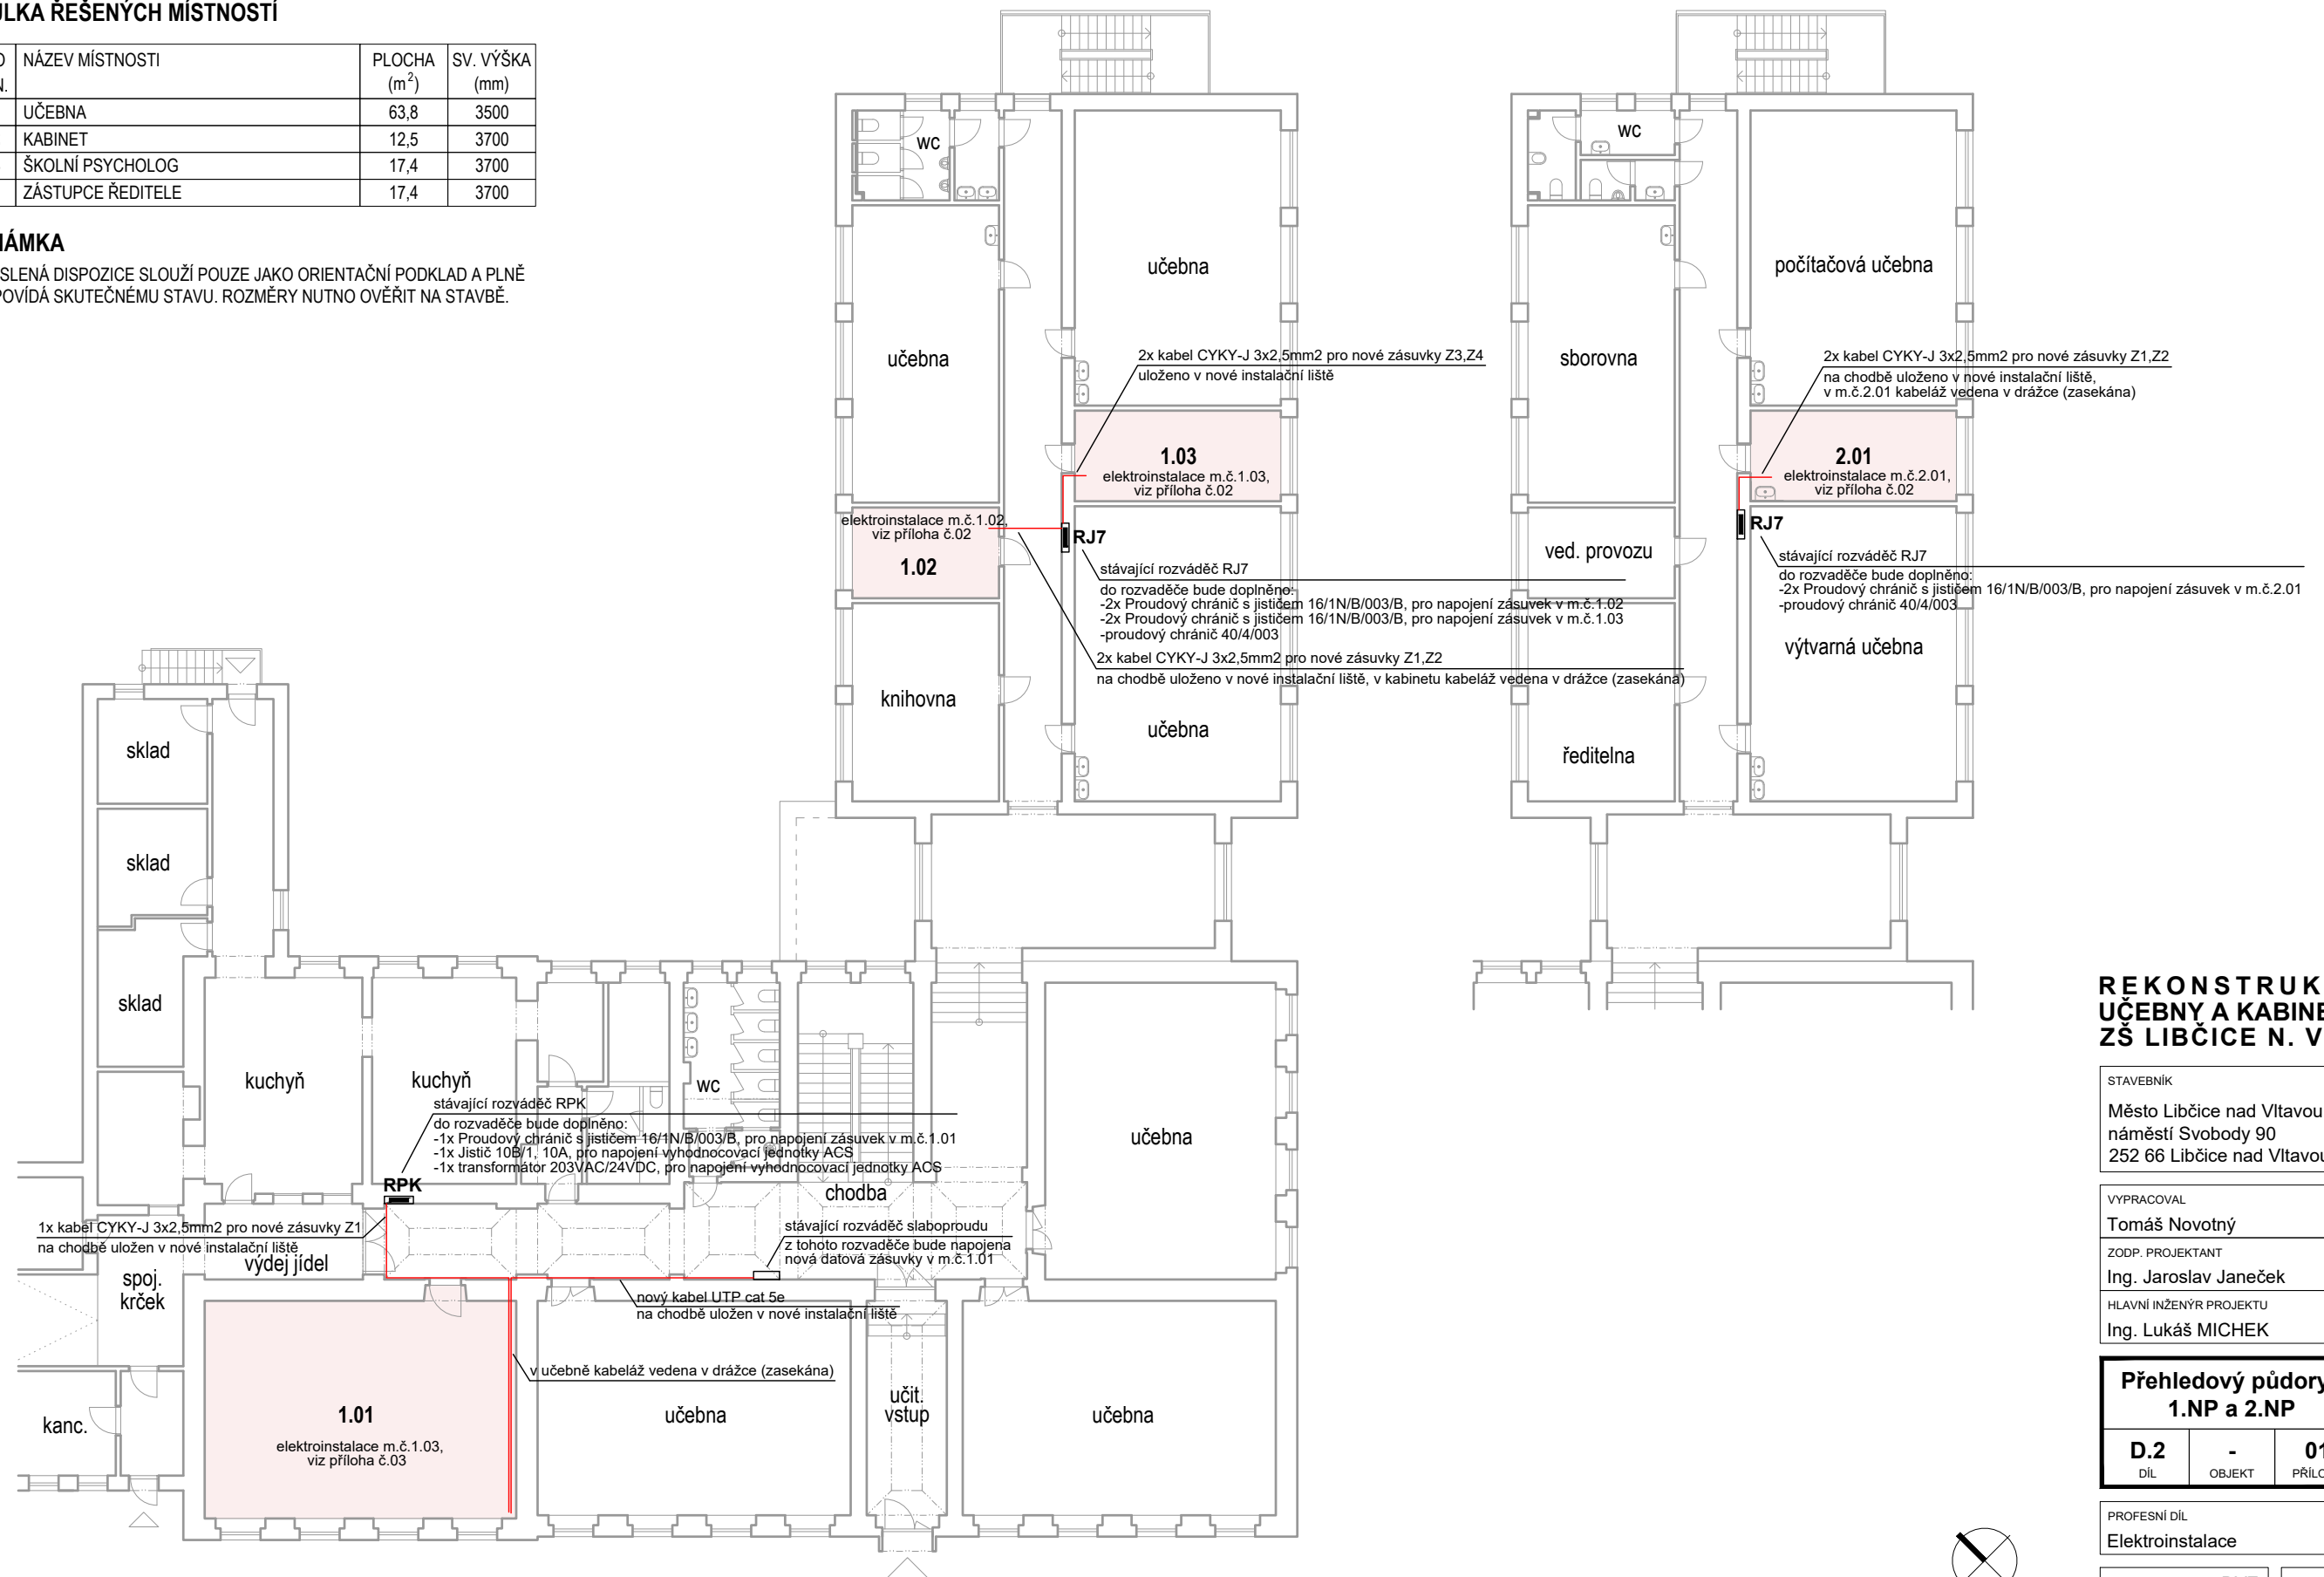 ULKA ŘEŠENÝCH MÍSTNOSTÍ
NÁZEV MÍSTNOSTI PLOCHA (m2) SV. VÝŠKA (mm)
N.
UČEBNA 63,8 3500
KABINET 12,5 3700
ŠKOLNÍ PSYCHOLOG 17,4 3700
ZÁSTUPCE ŘEDITELE 17,4 3700
NÁMKA
SLENÁ DISPOZICE SLOUŽÍ POUZE JAKO ORIENTAČNÍ PODKLAD A PLNĚ
POVÍDÁ SKUTEČNÉMU STAVU. ROZMĚRY NUTNO OVĚŘIT NA STAVBĚ.
WC
učebna
učebna
2x kabel CYKY-J 3x2,5mm2 pro nové zásuvky Z3,Z4
uloženo v nové instalační liště
1.03
elektroinstalace m.č.1.03,
viz příloha č.02
elektroinstalace m.č.1.02,
viz příloha č.02
1.02
RJ7
stávající rozváděč RJ7
do rozvaděče bude doplněno:
-2x Proudový chránič s jističem 16/1N/B/003/B, pro napojení zásuvek v m.č.1.02
-2x Proudový chránič s jističem 16/1N/B/003/B, pro napojení zásuvek v m.č.1.03
-proudový chránič 40/4/003
2x kabel CYKY-J 3x2,5mm2 pro nové zásuvky Z1,Z2
na chodbě uloženo v nové instalační liště, v kabinetu kabeláž vedena v drážce (zasekána)
knihovna
učebna
WC
počítačová učebna
sborovna
2x kabel CYKY-J 3x2,5mm2 pro nové zásuvky Z1,Z2
na chodbě uloženo v nové instalační liště,
v m.č.2.01 kabeláž vedena v drážce (zasekána)
2.01
elektroinstalace m.č.2.01,
viz příloha č.02
RJ7
ved. provozu
stávající rozváděč RJ7
do rozvaděče bude doplněno:
-2x Proudový chránič s jističem 16/1N/B/003/B, pro napojení zásuvek v m.č.2.01
-proudový chránič 40/4/003
výtvarná učebna
ředitelna
sklad
sklad
sklad
kuchyň
kuchyň
WC
učebna
stávající rozváděč RPK
do rozvaděče bude doplněno:
-1x Proudový chránič s jističem 16/1N/B/003/B, pro napojení zásuvek v m.č.1.01
-1x Jistič 10B/1, 10A, pro napojení vyhodnocovací jednotky ACS
-1x transformátor 203VAC/24VDC, pro napojení vyhodnocovací jednotky ACS
RPK
chodba
1x kabel CYKY-J 3x2,5mm2 pro nové zásuvky Z1
na chodbě uložen v nové instalační liště
výdej jídel
stávající rozváděč slaboproudu
z tohoto rozvaděče bude napojena
nová datová zásuvky v m.č.1.01
spoj.
krček
nový kabel UTP cat 5e
na chodbě uložen v nové instalační liště
v učebně kabeláž vedena v drážce (zasekána)
kanc.
1.01
elektroinstalace m.č.1.03,
viz příloha č.03
učebna
učit.
vstup
učebna
REKONSTRUK
UČEBNY A KABINE
ZŠ LIBČICE N. V
STAVEBNÍK
Město Libčice nad Vltavou
náměstí Svobody 90
252 66 Libčice nad Vltavou
VYPRACOVAL
Tomáš Novotný
ZODP. PROJEKTANT
Ing. Jaroslav Janeček
HLAVNÍ INŽENÝR PROJEKTU
Ing. Lukáš MICHEK
Přehledový půdory
1.NP a 2.NP
D.2 - 01
DÍL OBJEKT PŘÍLO
PROFESNÍ DÍL
Elektroinstalace